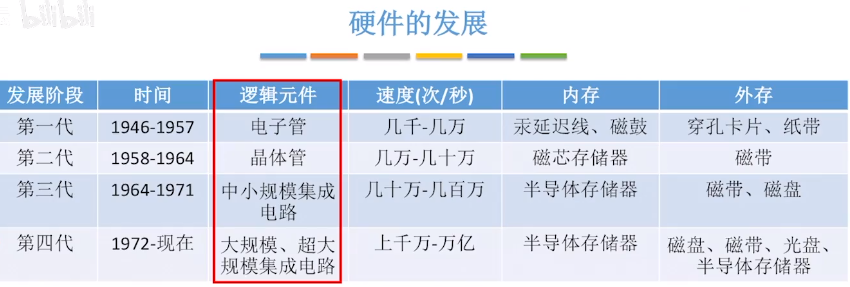 bilibili
硬件的发展
发展阶段 时间 逻辑元件 速度(次/秒) 内存 外存
第一代 1946-1957 电子管 几千-几万 汞延迟线、磁鼓 穿孔卡片、纸带
第二代 1958-1964 晶体管 几万-几十万 磁芯存储器 磁带
第三代 1964-1971 中小规模集成电路 几十万-几百万 半导体存储器 磁带、磁盘
第四代 1972-现在 大规模、超大规模集成电路 上千万-万亿 半导体存储器 磁盘、磁带、光盘、半导体存储器